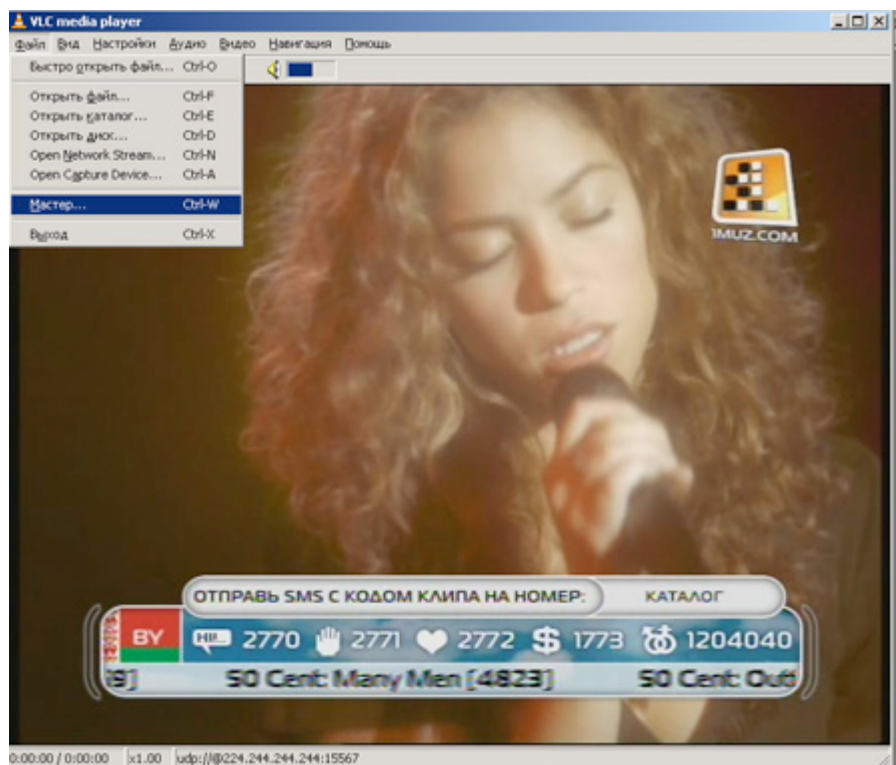 VLC media player
Файл Вид Настройки Аудио Видео Навигация Помощь
Быстро открыть файл... Ctrl-O
Открыть файл... Ctrl-F
Открыть каталог... Ctrl-E
Открыть диск... Ctrl-D
Open Network Stream... Ctrl-N
Open Capture Device... Ctrl-A
Мастер... Ctrl-W
Выход Ctrl-X
1MUZ.COM
ОТПРАВЬ SMS С КОДОМ КЛИПА НА НОМЕР: КАТАЛОГ
BY HI!... 2770 2771 2772 $ 1773 1204040
9] 50 Cent: Many Men [4823] 50 Cent: Outt
0:00:00 / 0:00:00 x1.00 udp://@224.244.244.244:15567